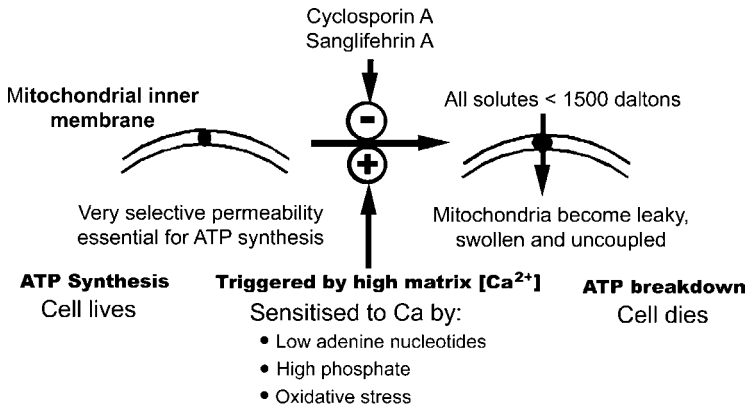 Cyclosporin A
Sanglifehrin A
Mitochondrial inner
membrane
-
All solutes < 1500 daltons
+
Very selective permeability
essential for ATP synthesis
Mitochondria become leaky,
swollen and uncoupled
ATP Synthesis
Cell lives
Triggered by high matrix [Ca²⁺]
Sensitised to Ca by:
• Low adenine nucleotides
• High phosphate
• Oxidative stress
ATP breakdown
Cell dies